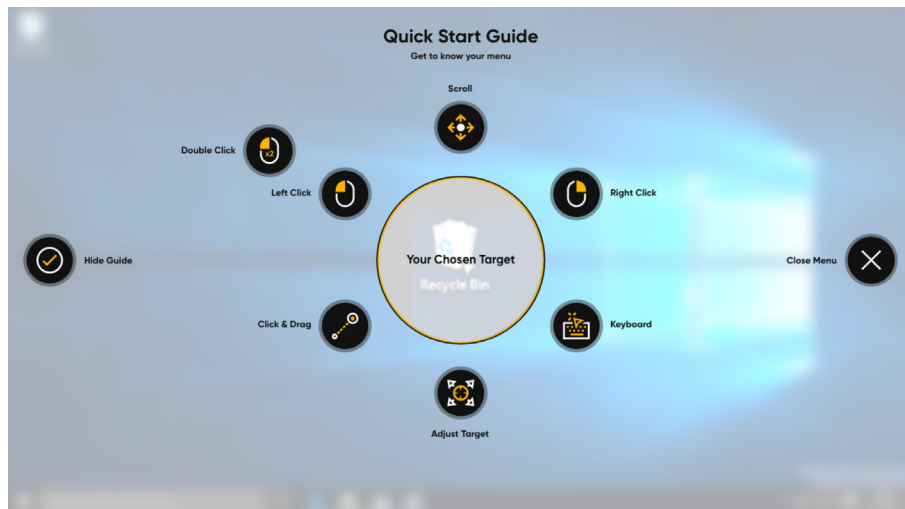 Quick Start Guide
Get to know your menu
Scroll
Double Click
x2
Left Click
Right Click
Hide Guide
Your Chosen Target
Close Menu
Recycle Bin
Click & Drag
Keyboard
Adjust Target